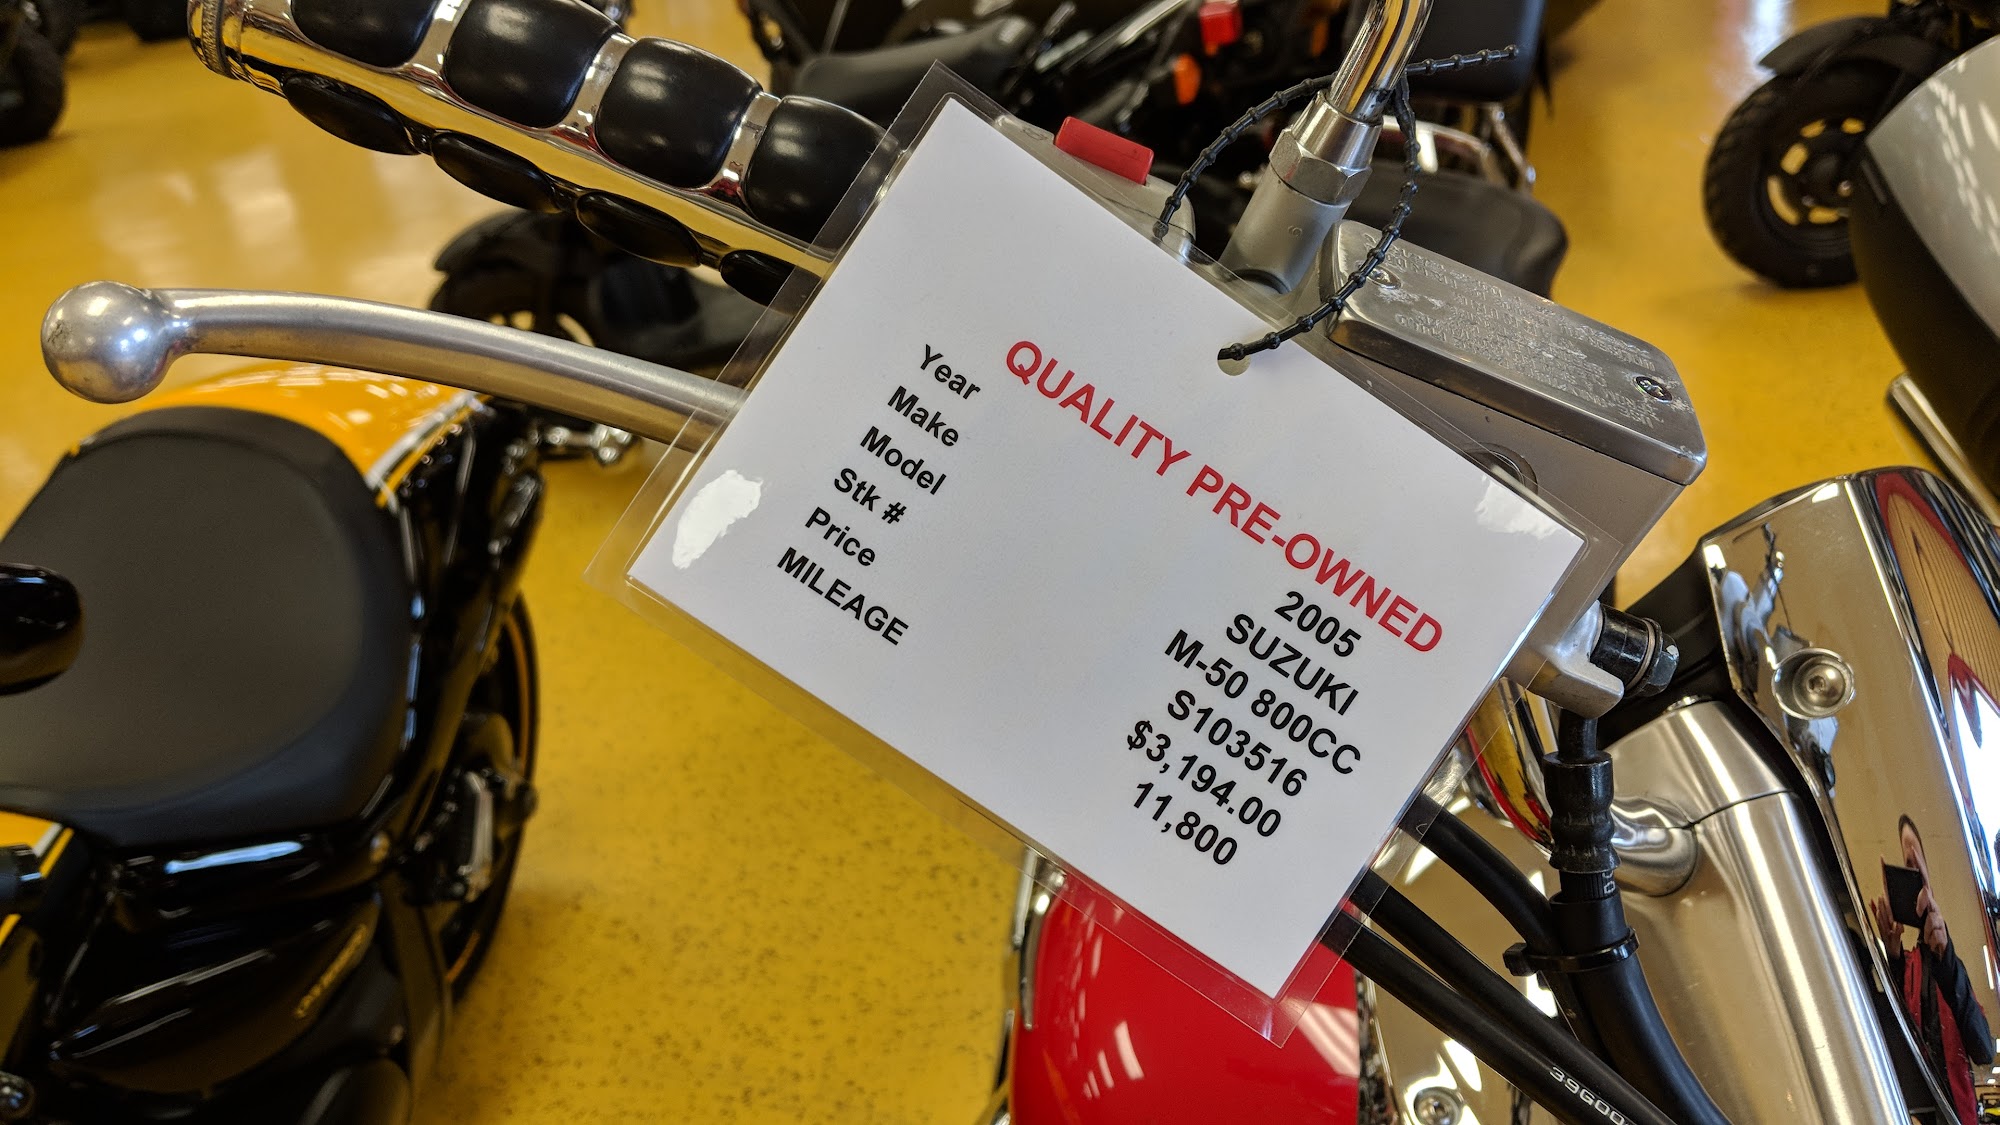 QUALITY PRE-OWNED
Year 2005
Make SUZUKI
Model M-50 800CC
Stk # S103516
Price $3,194.00
MILEAGE 11,800